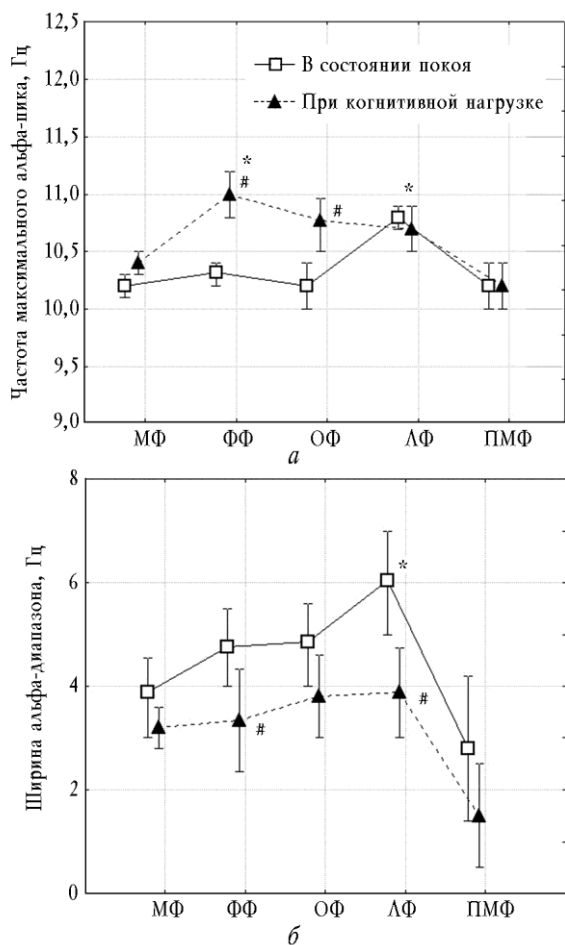 12,5
12,0
11,5
11,0
10,5
10,0
9,5
9,0
Частота максимального альфа-пика, Гц
В состоянии покоя
При когнитивной нагрузке
*
#
#
*
МФ ФФ ОФ ЛФ ПМФ
а
8
6
4
2
0
Ширина альфа-диапазона, Гц
*
#
#
МФ ФФ ОФ ЛФ ПМФ
б